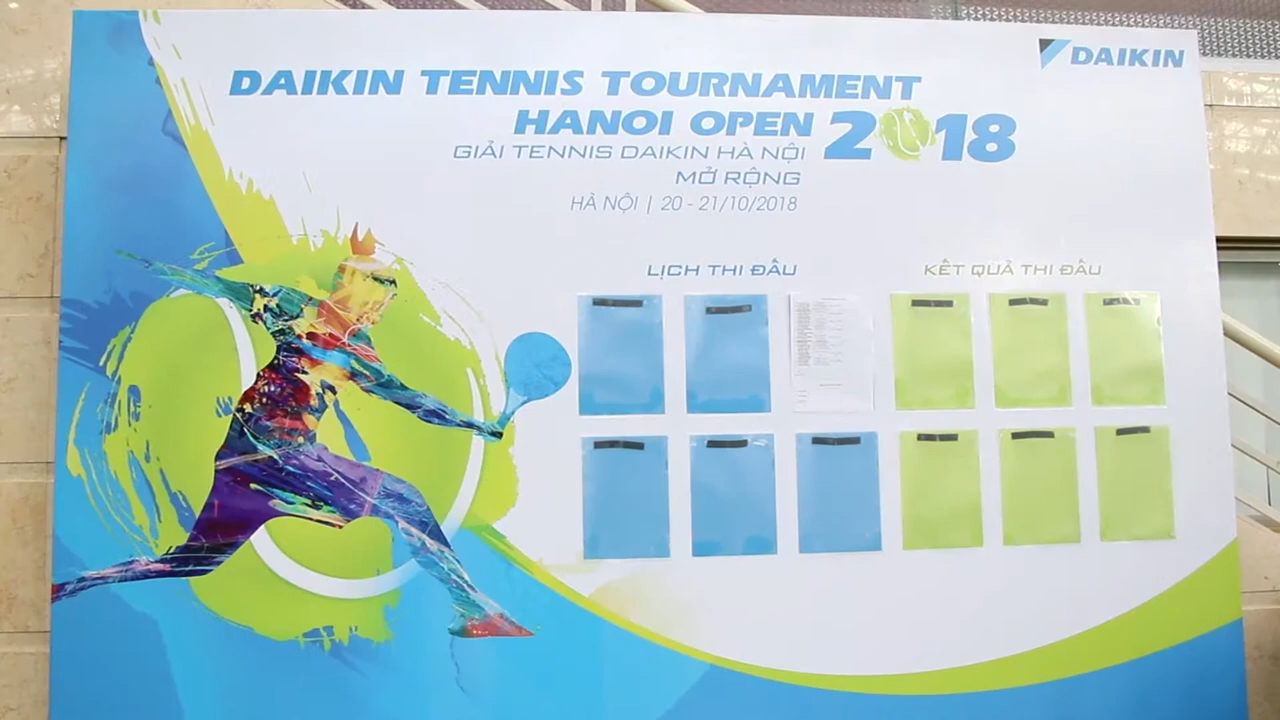 DAIKIN
DAIKIN TENNIS TOURNAMENT
HANOI OPEN 2018
GIẢI TENNIS DAIKIN HÀ NỘI
MỞ RỘNG
HÀ NỘI | 20 - 21/10/2018
LỊCH THI ĐẤU
KẾT QUẢ THI ĐẤU